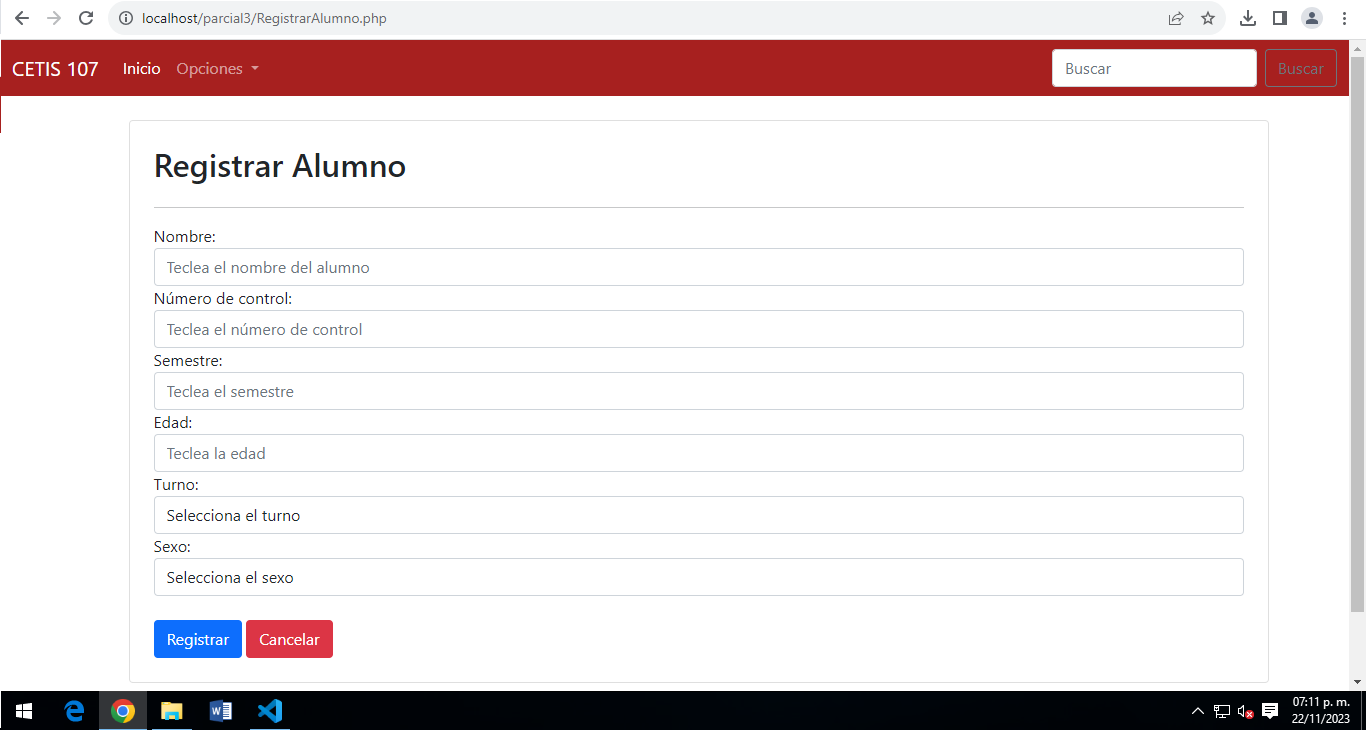 localhost/parcial3/RegistrarAlumno.php
CETIS 107 Inicio Opciones Buscar Buscar
Registrar Alumno
Nombre:
Teclea el nombre del alumno
Número de control:
Teclea el número de control
Semestre:
Teclea el semestre
Edad:
Teclea la edad
Turno:
Selecciona el turno
Sexo:
Selecciona el sexo
Registrar Cancelar
07:11 p. m.
22/11/2023